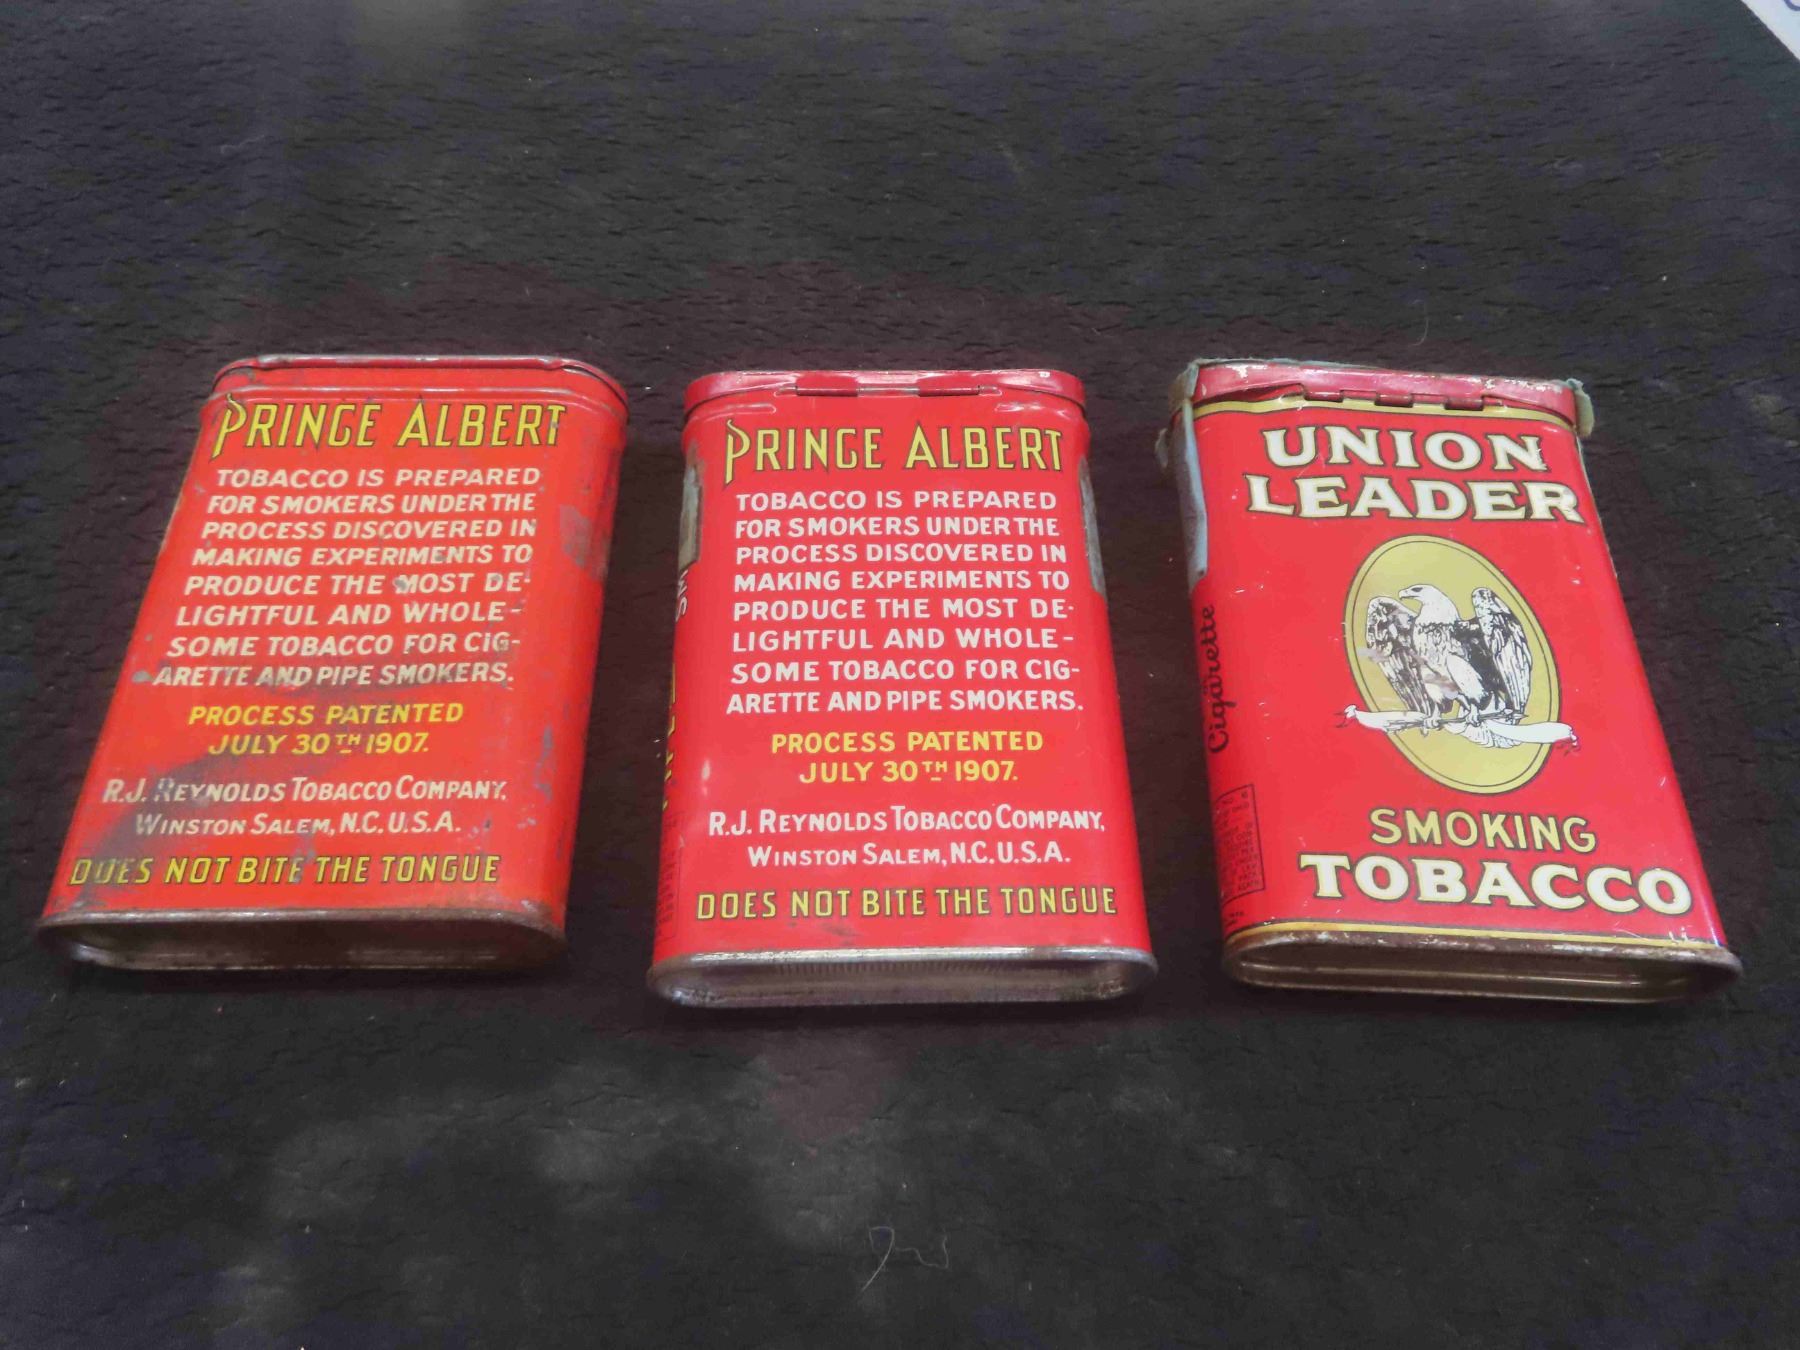 PRINCE ALBERT
TOBACCO IS PREPARED
FOR SMOKERS UNDER THE
PROCESS DISCOVERED IN
MAKING EXPERIMENTS TO
PRODUCE THE MOST DE-
LIGHTFUL AND WHOLE-
SOME TOBACCO FOR CIG-
ARETTE AND PIPE SMOKERS.
PROCESS PATENTED
JULY 30TH 1907.
R.J. REYNOLDS TOBACCO COMPANY,
WINSTON SALEM, N.C. U.S.A.
DOES NOT BITE THE TONGUE
PRINCE ALBERT
TOBACCO IS PREPARED
FOR SMOKERS UNDER THE
PROCESS DISCOVERED IN
MAKING EXPERIMENTS TO
PRODUCE THE MOST DE-
LIGHTFUL AND WHOLE-
SOME TOBACCO FOR CIG-
ARETTE AND PIPE SMOKERS.
PROCESS PATENTED
JULY 30TH 1907.
R.J. REYNOLDS TOBACCO COMPANY,
WINSTON SALEM, N.C. U.S.A.
DOES NOT BITE THE TONGUE
UNION
LEADER
SMOKING
TOBACCO
Cigarette